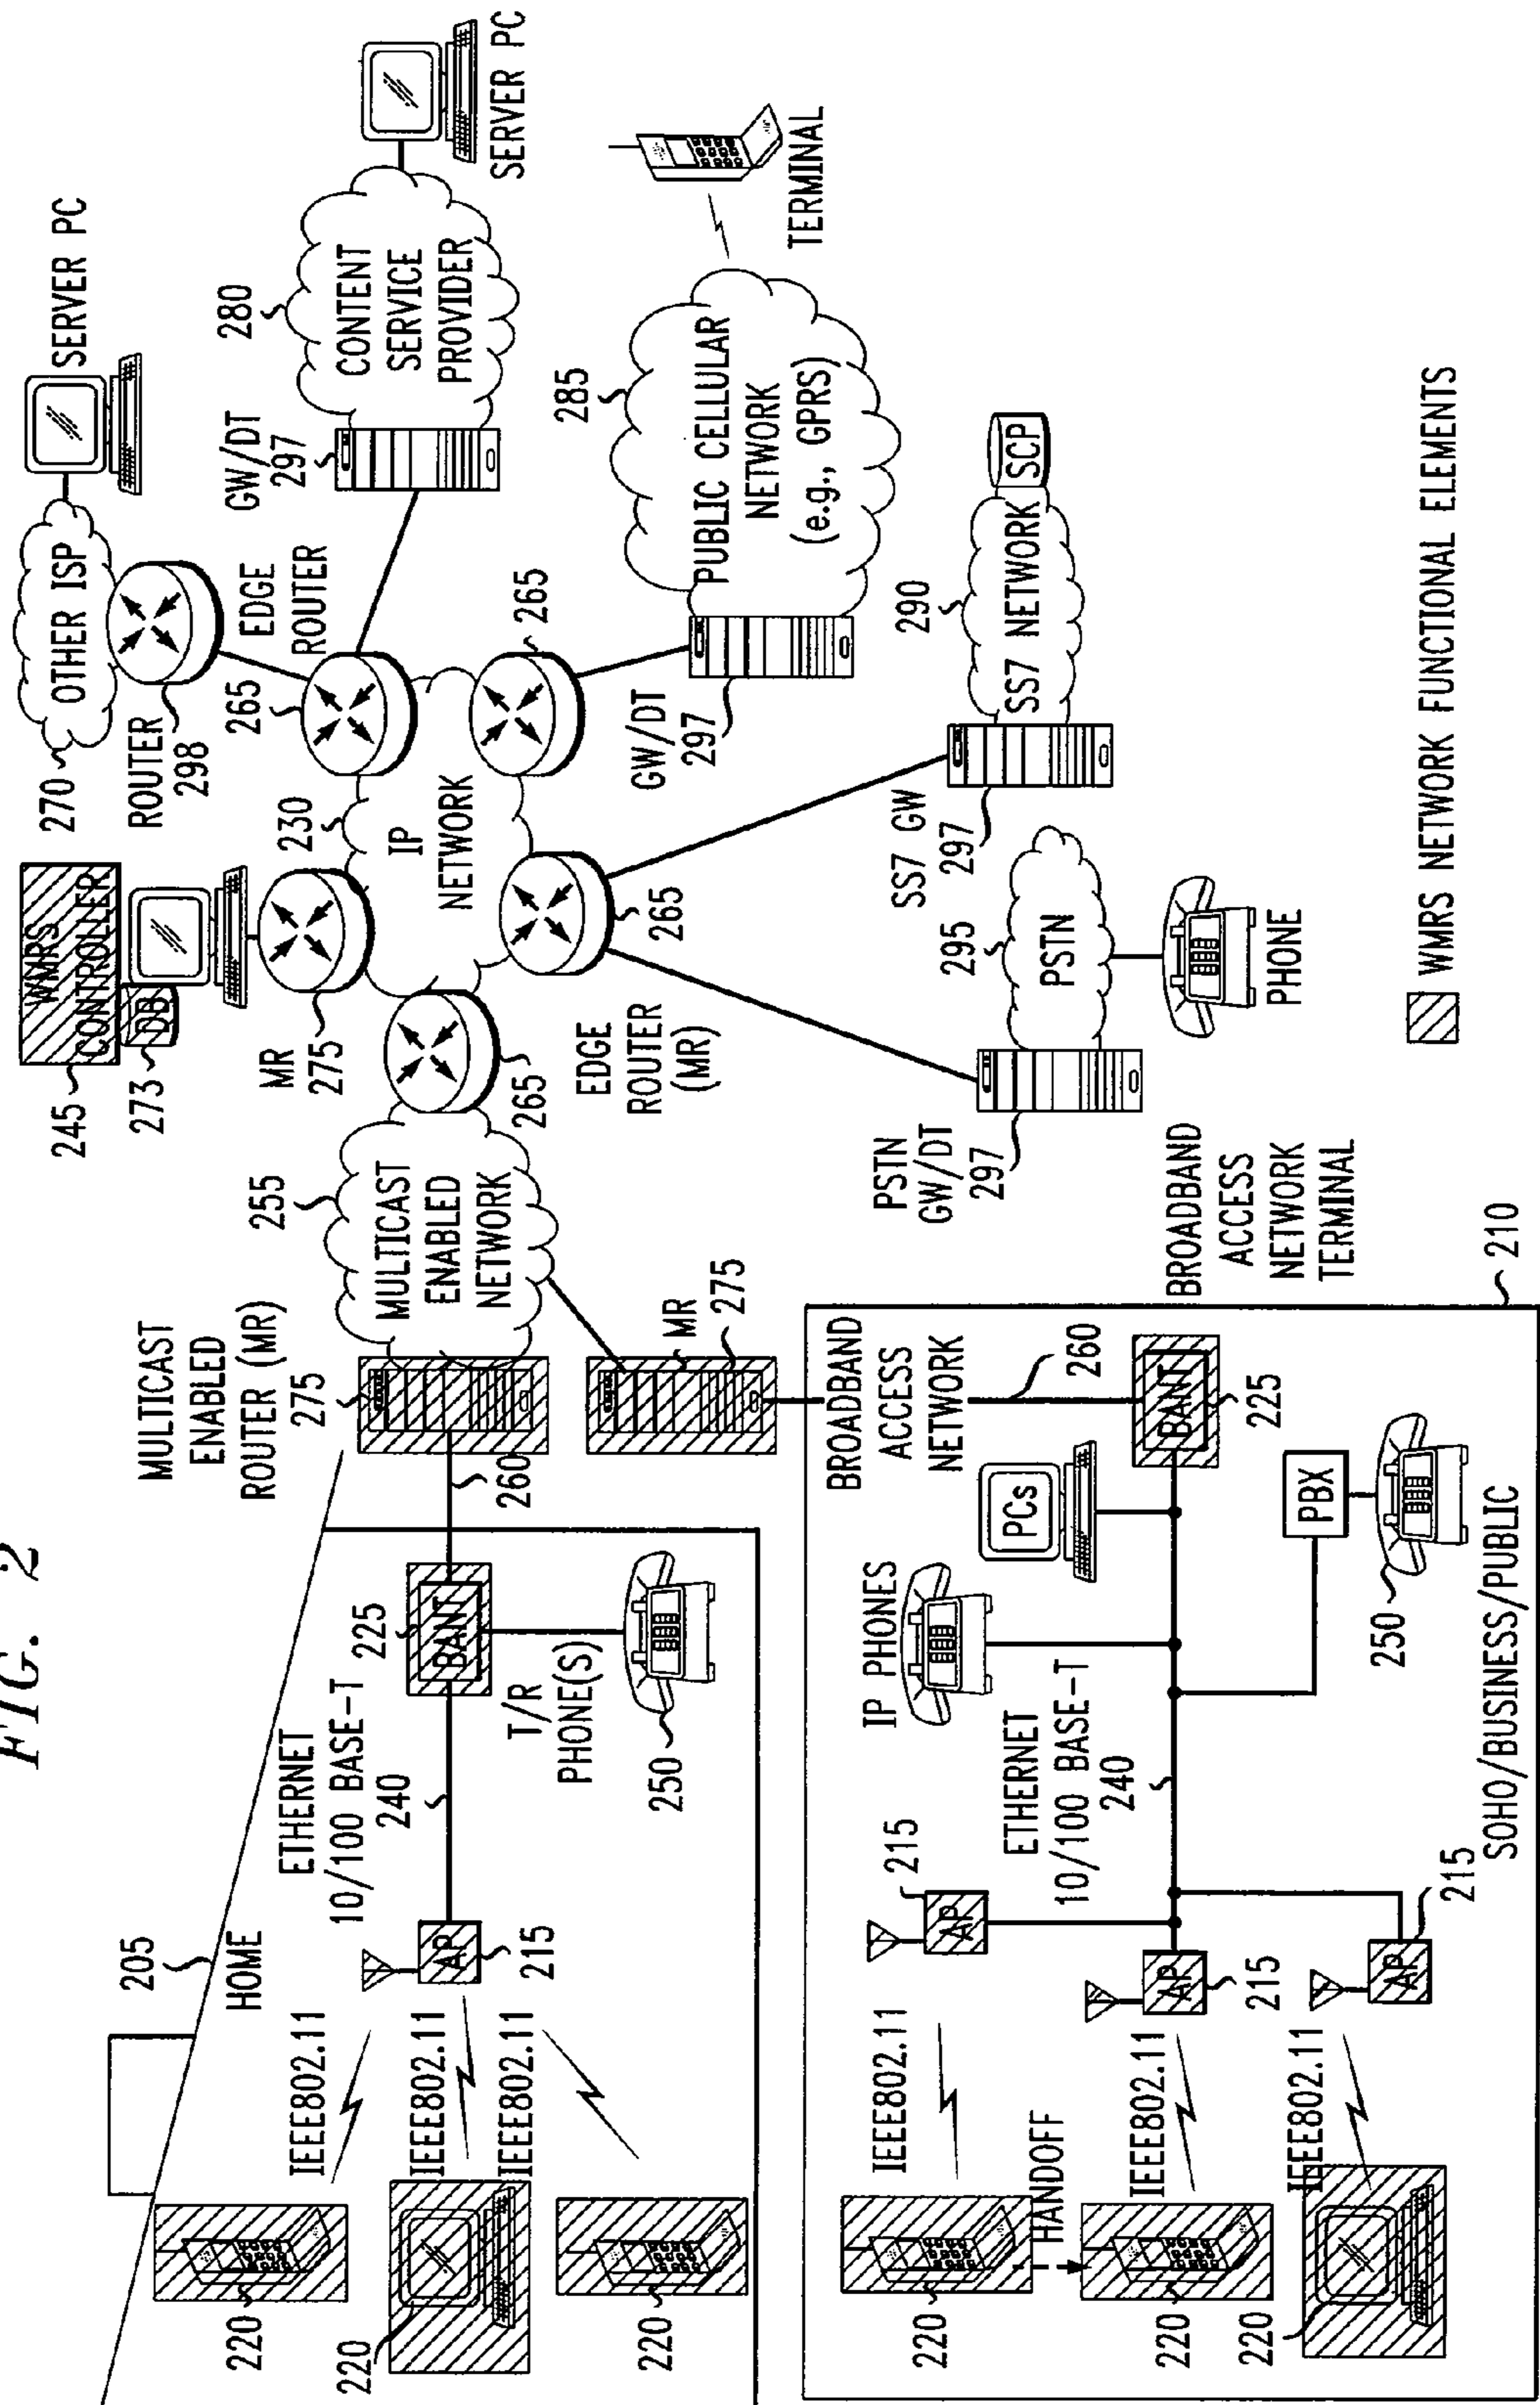 FIG. 2
205
HOME
220
220
220
IEEE802.11
IEEE802.11
IEEE802.11
AP
215
ETHERNET
10/100 BASE-T
240
BANT
225
T/R
PHONE(S)
250
260
MULTICAST
ENABLED
ROUTER (MR)
275
MR
275
255
MULTICAST
ENABLED
NETWORK
265
EDGE
ROUTER
(MR)
245
WMRS
CONTROLLER
273
DB
MR
275
230
IP
NETWORK
265
265
265
EDGE
ROUTER
270
OTHER ISP
SERVER PC
ROUTER
298
280
CONTENT
SERVICE
PROVIDER
GW/DT
297
SERVER PC
285
PUBLIC CELLULAR
NETWORK
(e.g., GPRS)
GW/DT
297
TERMINAL
290
SS7 NETWORK
SCP
SS7 GW
297
295
PSTN
PHONE
PSTN
GW/DT
297
BROADBAND
ACCESS
NETWORK
TERMINAL
210
BROADBAND
ACCESS
NETWORK
260
BANT
225
PCs
IP PHONES
PBX
250
ETHERNET
10/100 BASE-T
240
215
AP
AP
215
AP
215
IEEE802.11
HANDOFF
IEEE802.11
IEEE802.11
220
220
220
SOHO/BUSINESS/PUBLIC
WMRS NETWORK FUNCTIONAL ELEMENTS